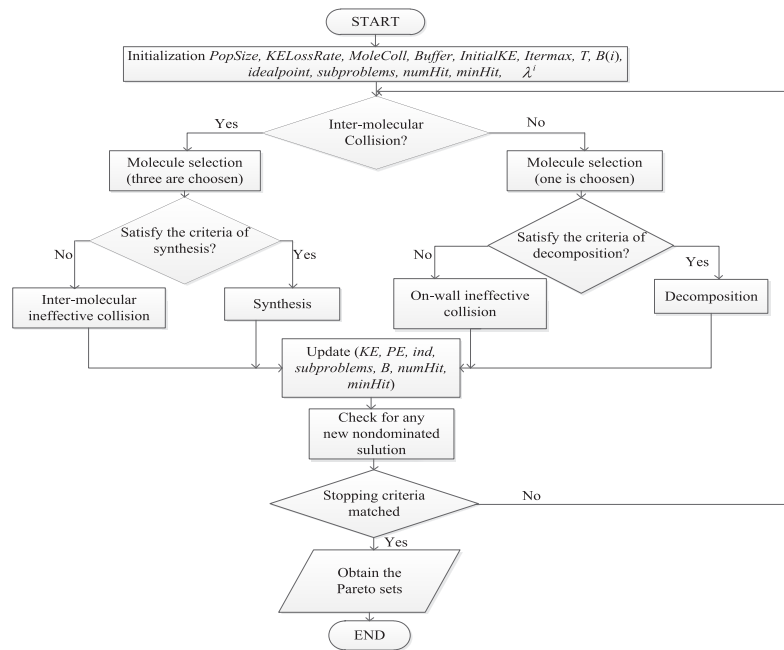 START
Initialization PopSize, KELossRate, MoleColl, Buffer, InitialKE, Itermax, T, B(i),
idealpoint, subproblems, numHit, minHit, λ^i
Yes
Inter-molecular
Collision?
No
Molecule selection
(three are choosen)
Molecule selection
(one is choosen)
Satisfy the criteria of
synthesis?
No
Yes
Satisfy the criteria of
decomposition?
No
Yes
Inter-molecular
ineffective collision
Synthesis
On-wall ineffective
collision
Decomposition
Update (KE, PE, ind,
subproblems, B, numHit,
minHit)
Check for any
new nondominated
sulution
Stopping criteria
matched
No
Yes
Obtain the
Pareto sets
END